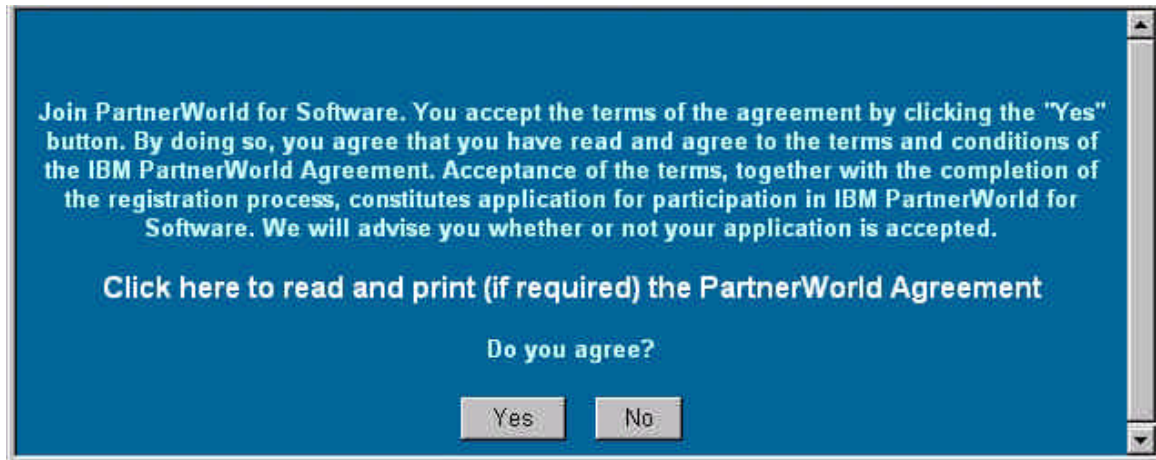 Join PartnerWorld for Software. You accept the terms of the agreement by clicking the "Yes"
button. By doing so, you agree that you have read and agree to the terms and conditions of
the IBM PartnerWorld Agreement. Acceptance of the terms, together with the completion of
the registration process, constitutes application for participation in IBM PartnerWorld for
Software. We will advise you whether or not your application is accepted.
Click here to read and print (if required) the PartnerWorld Agreement
Do you agree?
Yes No